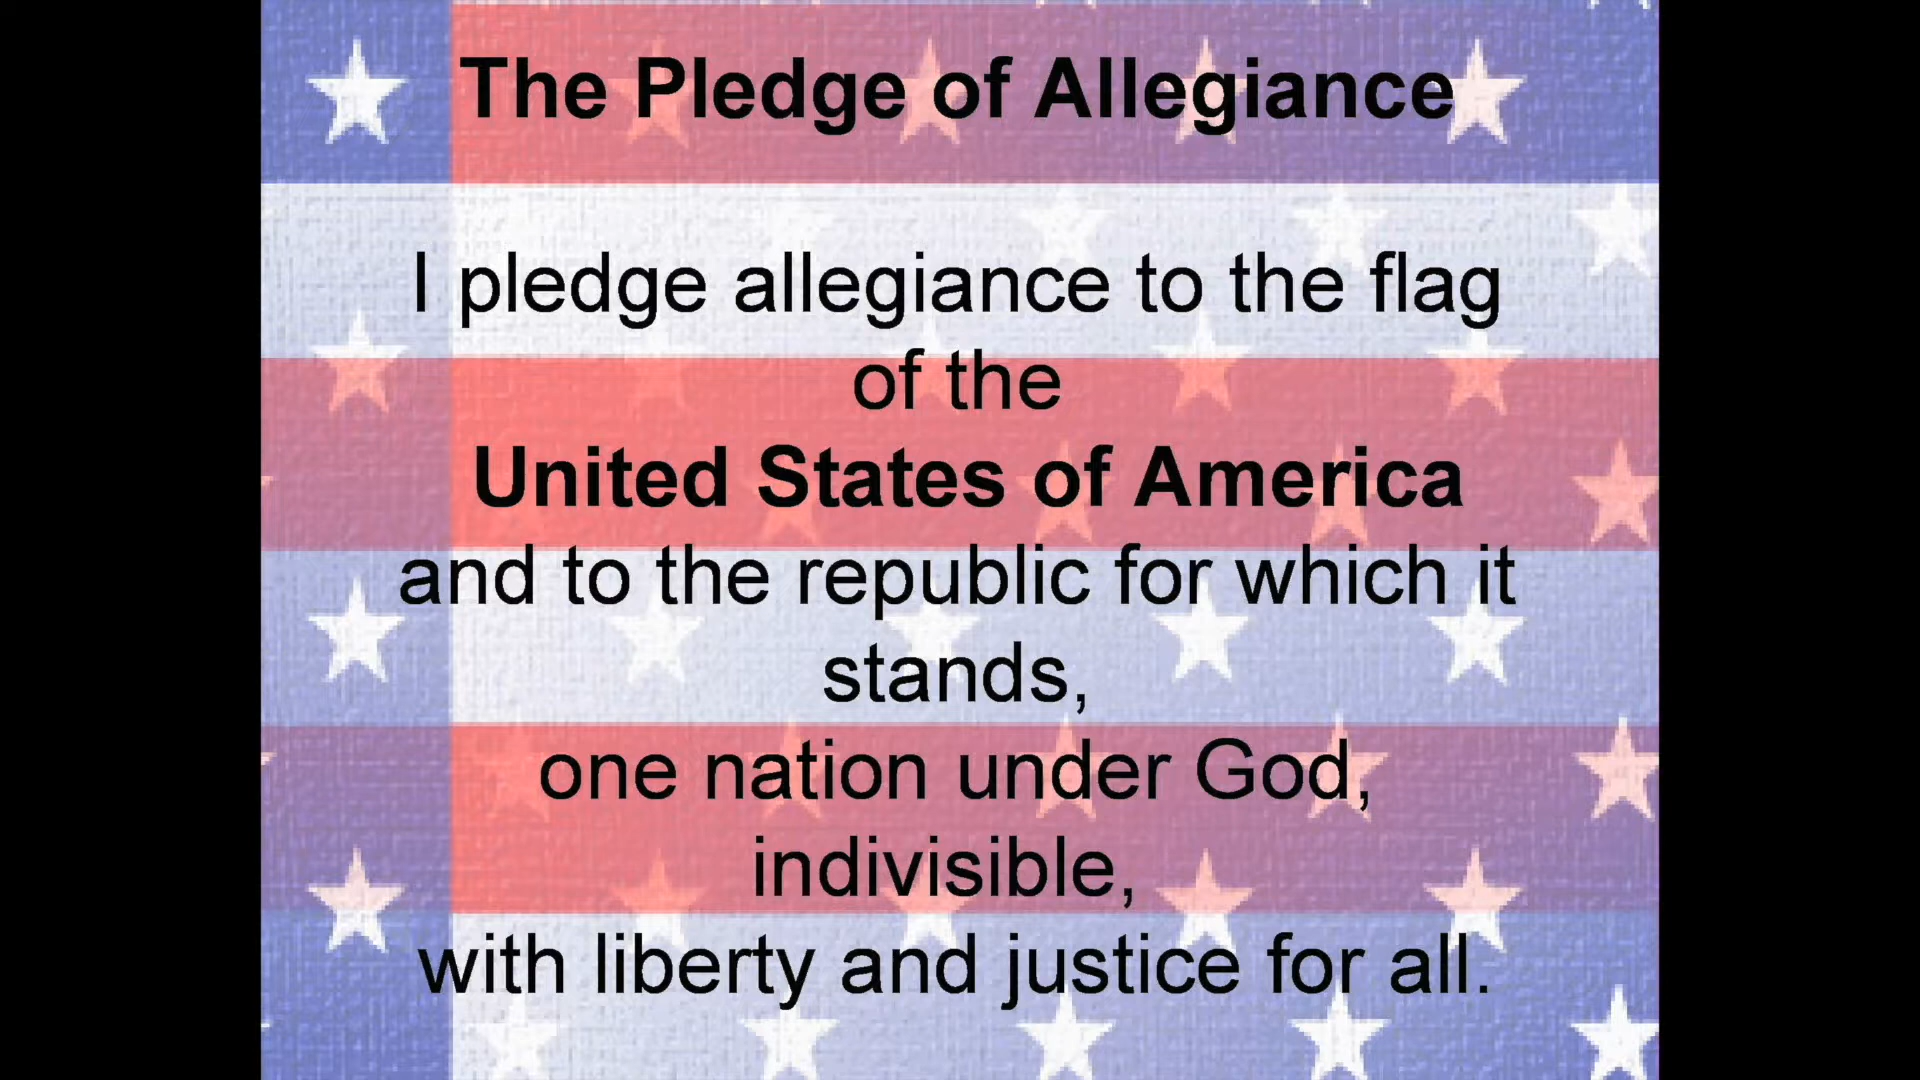 The Pledge of Allegiance
I pledge allegiance to the flag
of the
United States of America
and to the republic for which it
stands,
one nation under God,
indivisible,
with liberty and justice for all.